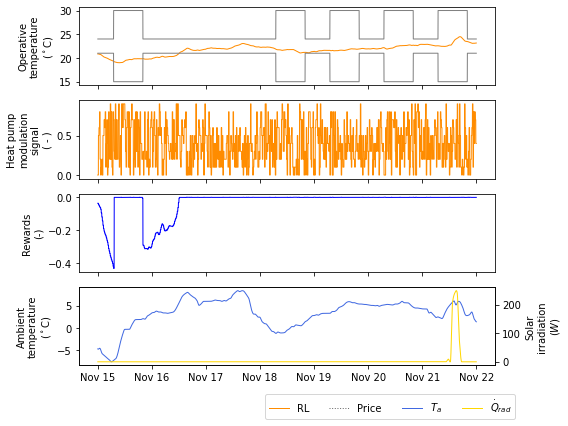 Operative
temperature
(°C)
30
25
20
15
Heat pump
modulation
signal
( - )
0.5
0.0
Rewards
(-)
0.0
−0.2
−0.4
Ambient
temperature
(°C)
5
0
−5
200
100
0
Solar
irradiation
(W)
Nov 15 Nov 16 Nov 17 Nov 18 Nov 19 Nov 20 Nov 21 Nov 22
RL Price Tₐ Q̇rad